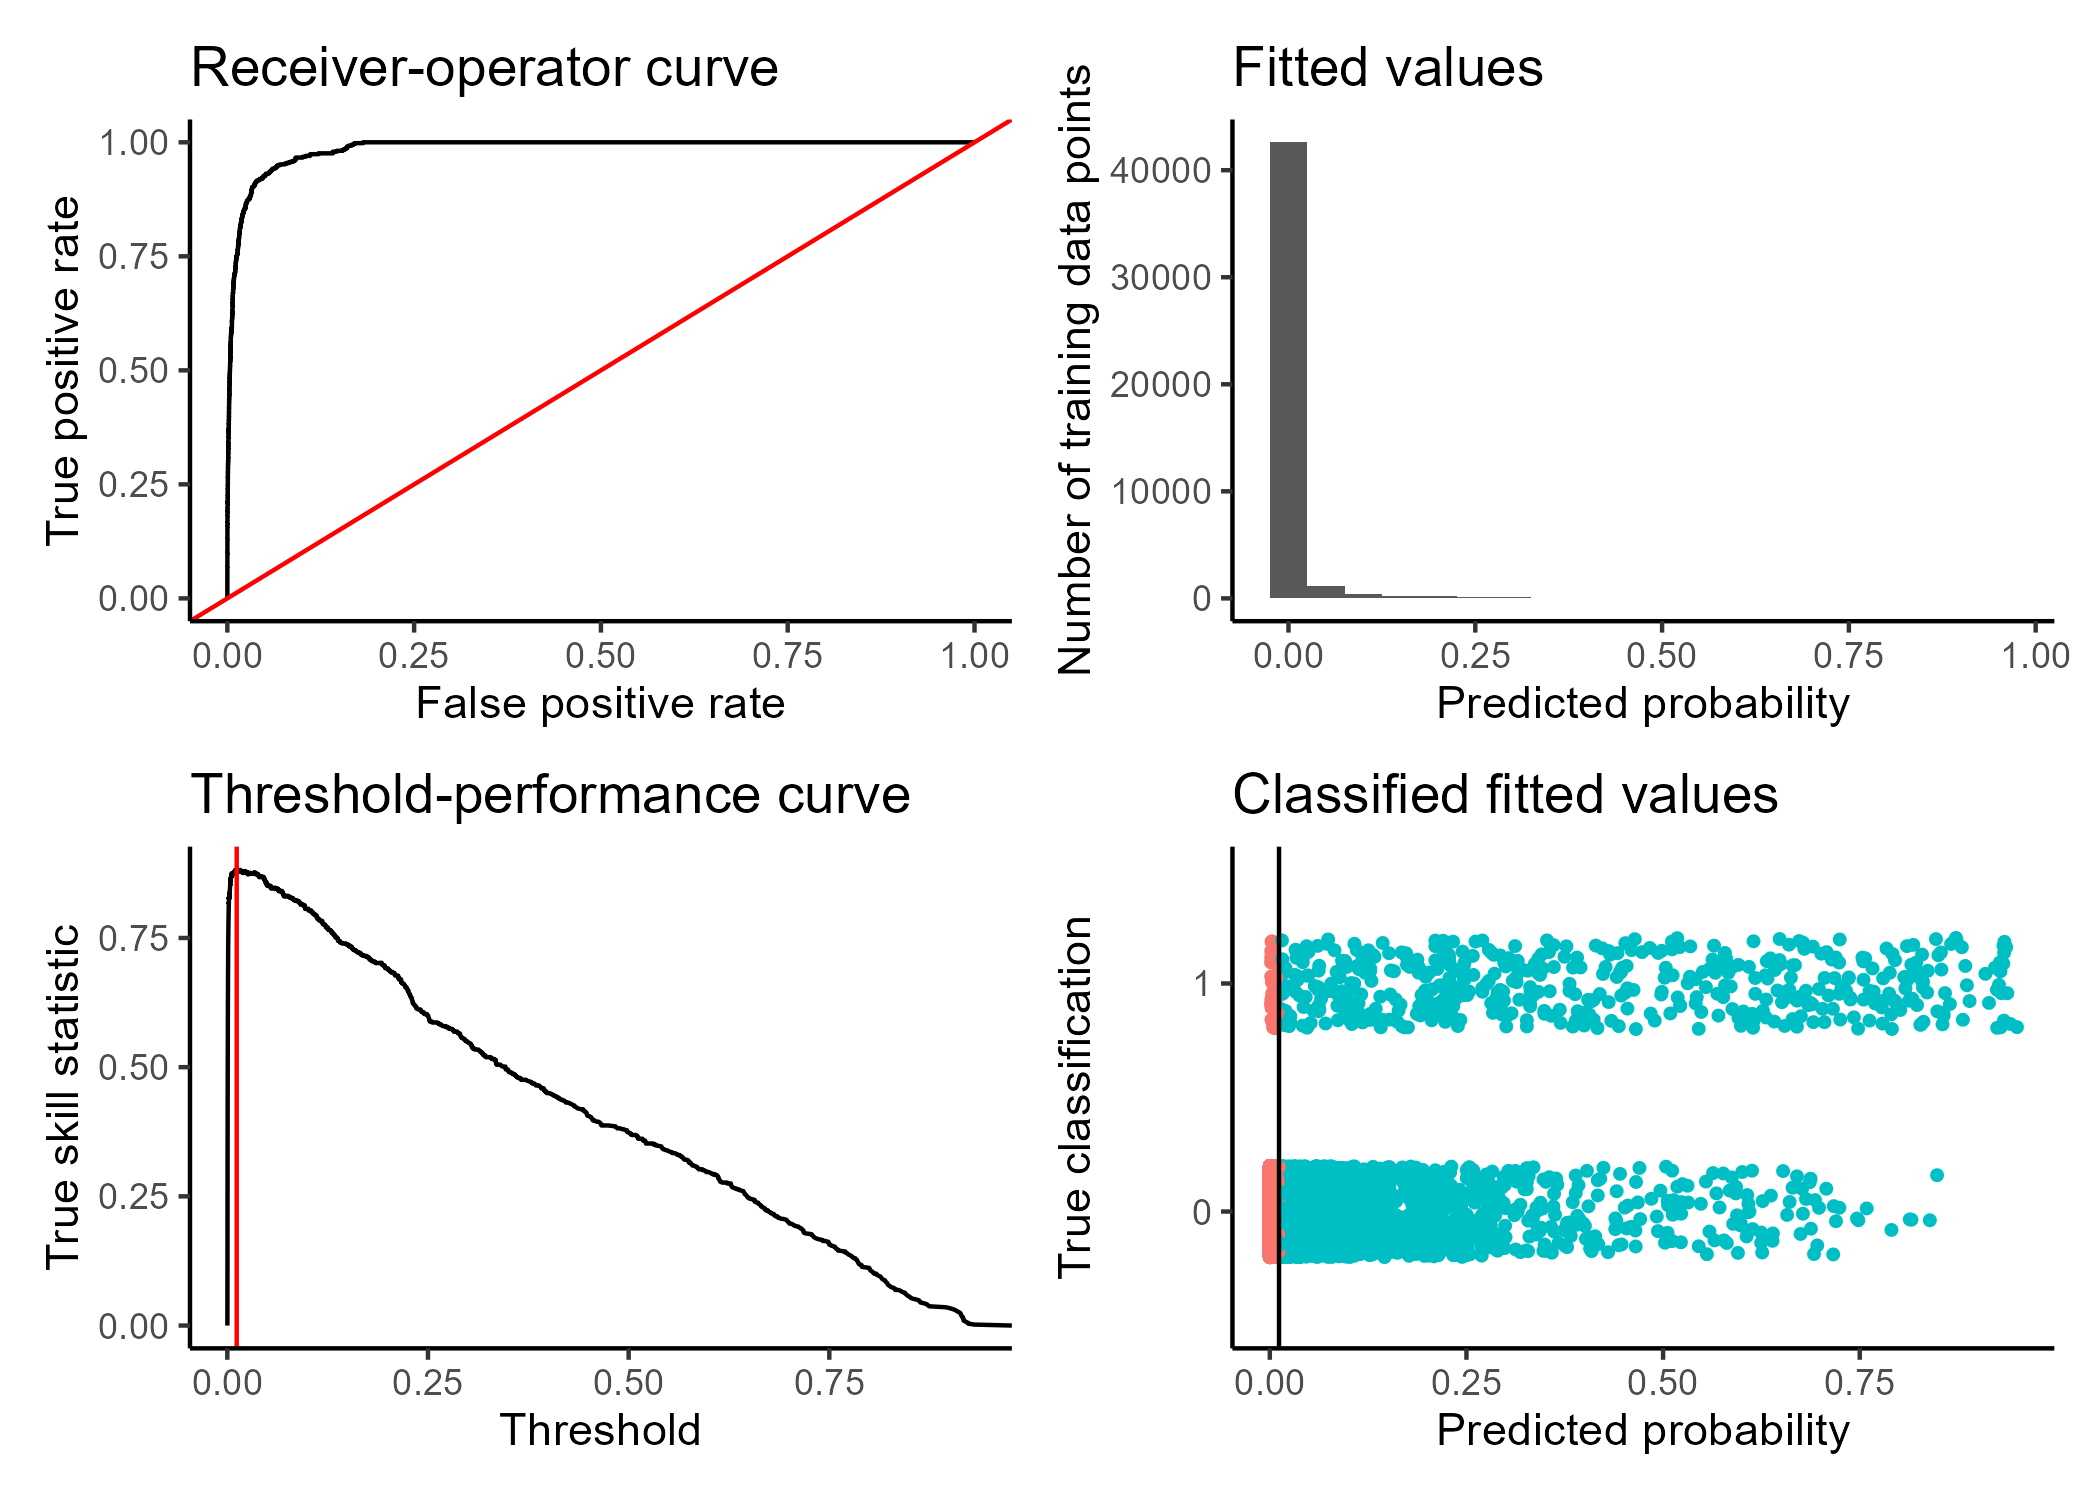 Receiver-operator curve
True positive rate
1.00
0.75
0.50
0.25
0.00
0.00 0.25 0.50 0.75 1.00
False positive rate
Fitted values
Number of training data points
40000
30000
20000
10000
0
0.00 0.25 0.50 0.75 1.00
Predicted probability
Threshold-performance curve
True skill statistic
0.75
0.50
0.25
0.00
0.00 0.25 0.50 0.75
Threshold
Classified fitted values
True classification
1
0
0.00 0.25 0.50 0.75
Predicted probability